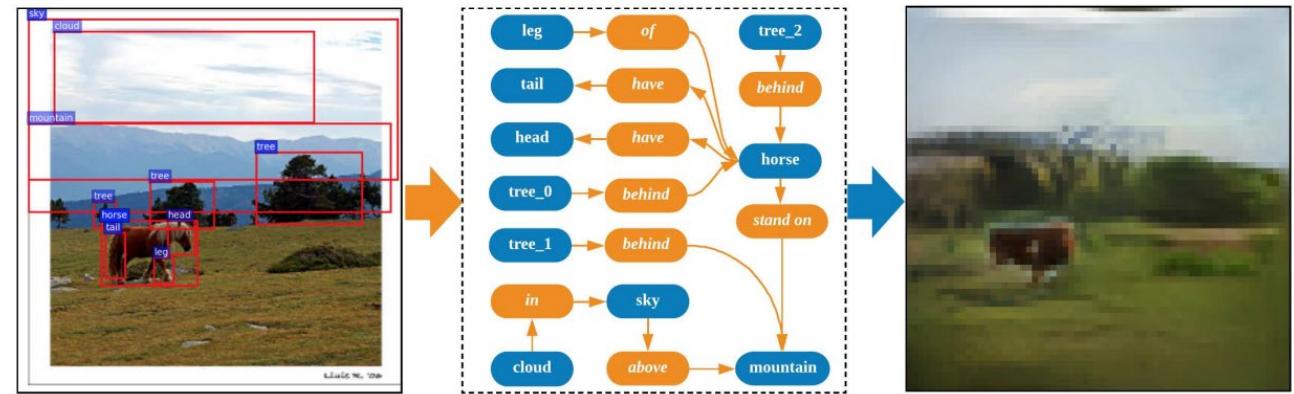 sky
cloud
mountain
tree
tree
tree
horse
head
tail
leg
leg
of
tree_2
tail
have
behind
head
have
horse
tree_0
behind
stand on
tree_1
behind
in
sky
cloud
above
mountain